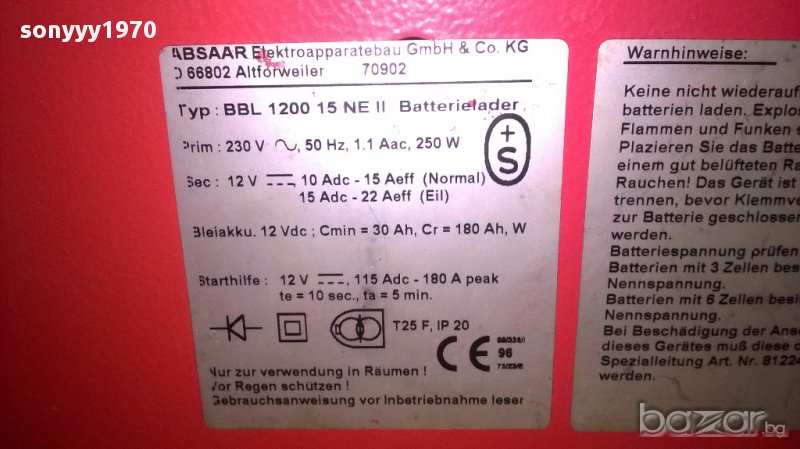 sonyyy1970
ABSAAR Elektroapparatebau GmbH & Co. KG
D 66802 Altforweiler 70902
Typ : BBL 1200 15 NE II Batterielader
Prim : 230 V ~, 50 Hz, 1.1 Aac, 250 W
+
S
Sec : 12 V ⎓, 10 Adc - 15 Aeff (Normal)
15 Adc - 22 Aeff (Eil)
Bleiakku. 12 Vdc ; Cmin = 30 Ah, Cr = 180 Ah, W
Starthilfe : 12 V ⎓, 115 Adc - 180 A peak
te = 10 sec., ta = 5 min.
T25 F, IP 20
CE
96
Nur zur verwendung in Räumen !
Vor Regen schützen !
Gebrauchsanweisung vor Inbetriebnahme leser
Warnhinweise:
Keine nicht wiederauf
batterien laden. Explo
Flammen und Funken
Plazieren Sie das Batte
einem gut belüfteten Ra
Rauchen! Das Gerät ist
trennen, bevor Klemmve
zur Batterie geschlosser
werden.
Batteriespannung prüfen
Batterien mit 3 Zellen besi
Nennspannung.
Batterien mit 6 Zellen besit
Nennspannung.
Bei Beschädigung der Ansc
dieses Gerätes muß diese d
Spezialleitung Art. Nr. 81224
werden.
bazar.bg